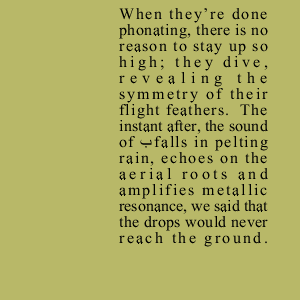 When they're done
phonating, there is no
reason to stay up so
high; they dive,
revealing the
symmetry of their
flight feathers. The
instant after, the sound
of ب falls in pelting
rain, echoes on the
aerial roots and
amplifies metallic
resonance, we said that
the drops would never
reach the ground.